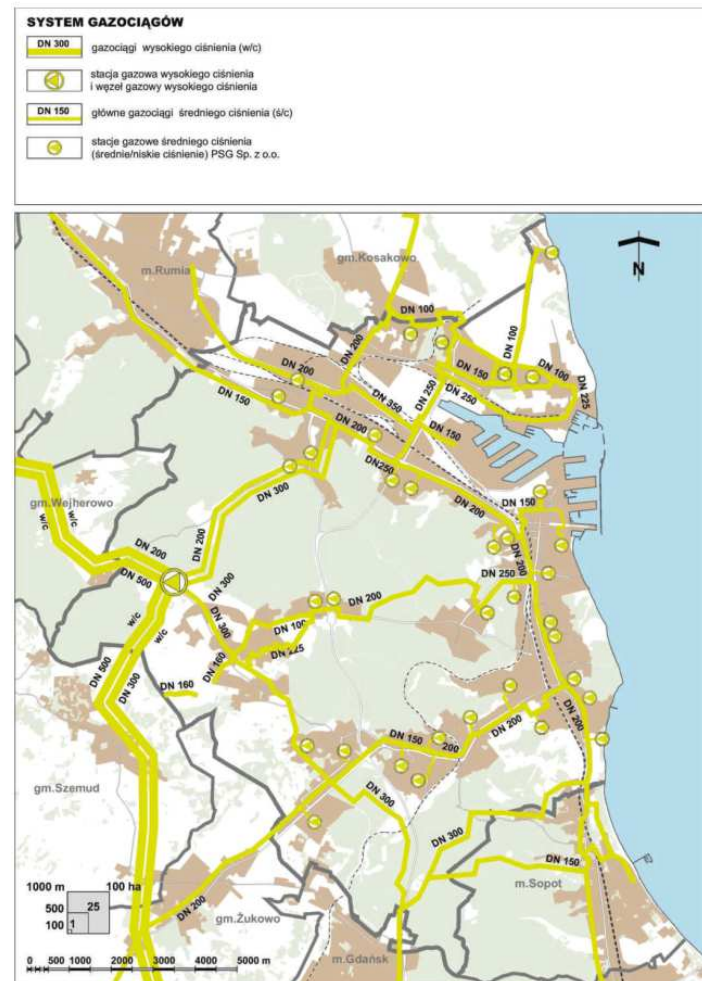 SYSTEM GAZOCIĄGÓW
DN 300
gazociągi wysokiego ciśnienia (w/c)
stacja gazowa wysokiego ciśnienia
i węzeł gazowy wysokiego ciśnienia
DN 150
główne gazociągi średniego ciśnienia (ś/c)
stacje gazowe średniego ciśnienia
(średnie/niskie ciśnienie) PSG Sp. z o.o.
N
gm.Kosakowo
m.Rumia
DN 100
DN 200
DN 100
DN 150
DN 100
DN 225
DN 200
DN 250
DN 250
DN 150
DN 350
DN 150
DN 200
DN250
DN 300
DN 200
DN 150
gm.Wejherowo
w/c
w/c
DN 200
DN 500
DN 200
DN 300
DN 200
DN 250
DN 200
DN 300
DN 100
DN 225
DN 160
DN 160
w/c
w/c
DN 500
DN 300
DN 150
200
DN 200
DN 200
gm.Szemud
DN 300
DN 300
DN 150
m.Sopot
DN 200
gm.Żukowo
m.Gdańsk
1000 m
100 ha
500
25
100
1
0 500 1000 2000 3000 4000 5000 m